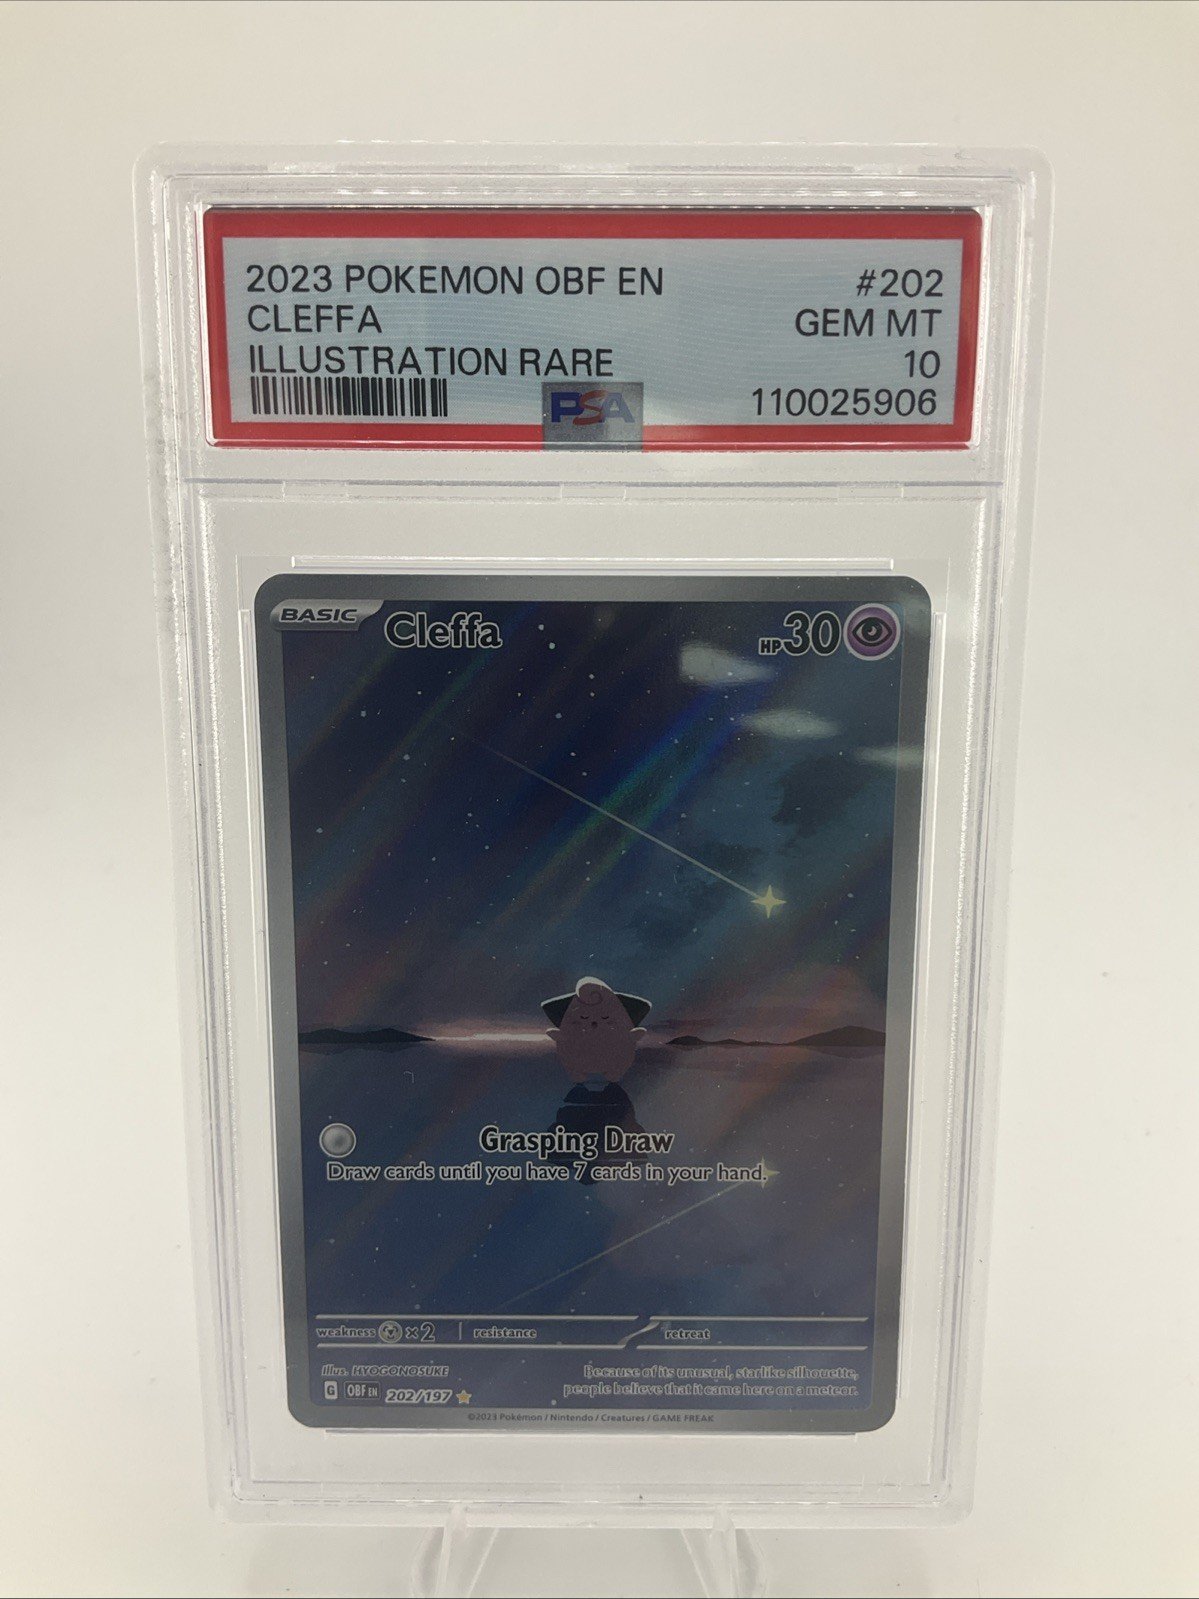 2023 POKEMON OBF EN #202
CLEFFA GEM MT
ILLUSTRATION RARE 10
PSA 110025906
BASIC Cleffa HP30
Grasping Draw
Draw cards until you have 7 cards in your hand.
weakness x2 resistance retreat
Illus. HYOGONOSUKE
Because of its unusual, starlike silhouette,
people believe that it came here on a meteor.
G OBF EN 202/197
©2023 Pokémon / Nintendo / Creatures / GAME FREAK